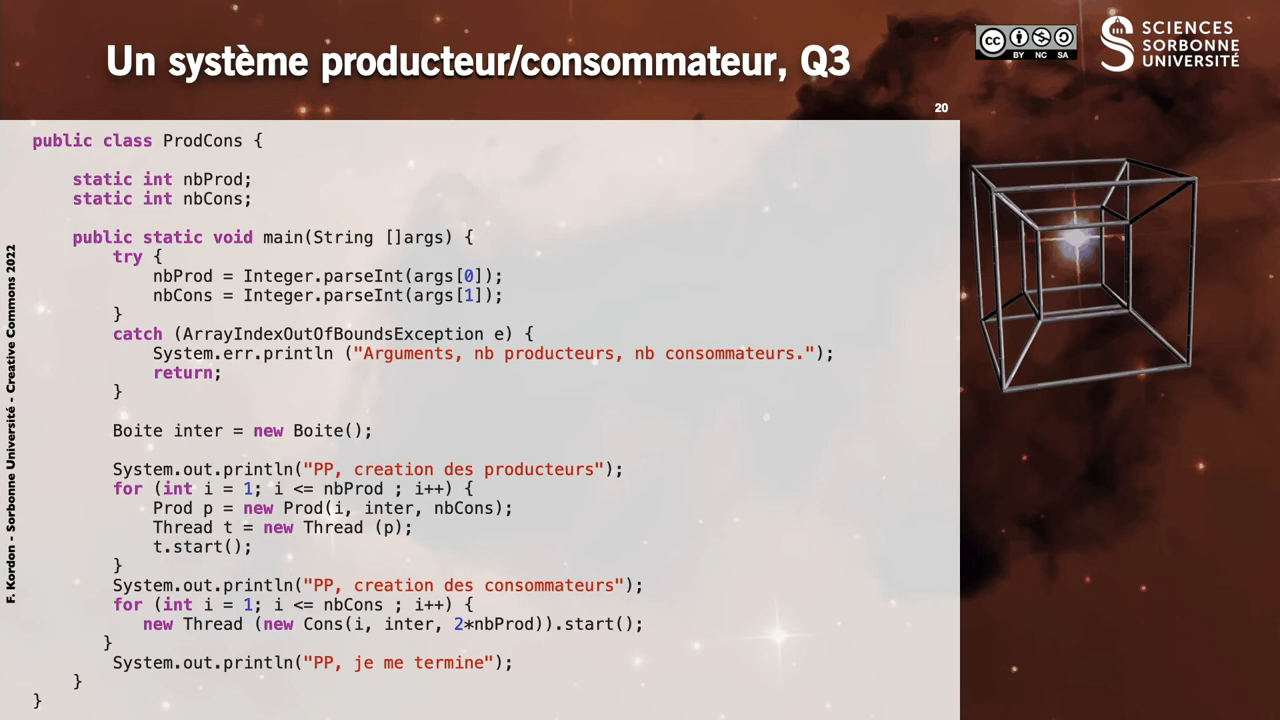 Un système producteur/consommateur, Q3
cc
BY NC SA
SCIENCES
SORBONNE
UNIVERSITÉ
20
F. Kordon - Sorbonne Université - Creative Commons 2022
public class ProdCons {
static int nbProd;
static int nbCons;
public static void main(String []args) {
try {
nbProd = Integer.parseInt(args[0]);
nbCons = Integer.parseInt(args[1]);
}
catch (ArrayIndexOutOfBoundsException e) {
System.err.println ("Arguments, nb producteurs, nb consommateurs.");
return;
}
Boite inter = new Boite();
System.out.println("PP, creation des producteurs");
for (int i = 1; i <= nbProd ; i++) {
Prod p = new Prod(i, inter, nbCons);
Thread t = new Thread (p);
t.start();
}
System.out.println("PP, creation des consommateurs");
for (int i = 1; i <= nbCons ; i++) {
new Thread (new Cons(i, inter, 2*nbProd)).start();
}
System.out.println("PP, je me termine");
}
}